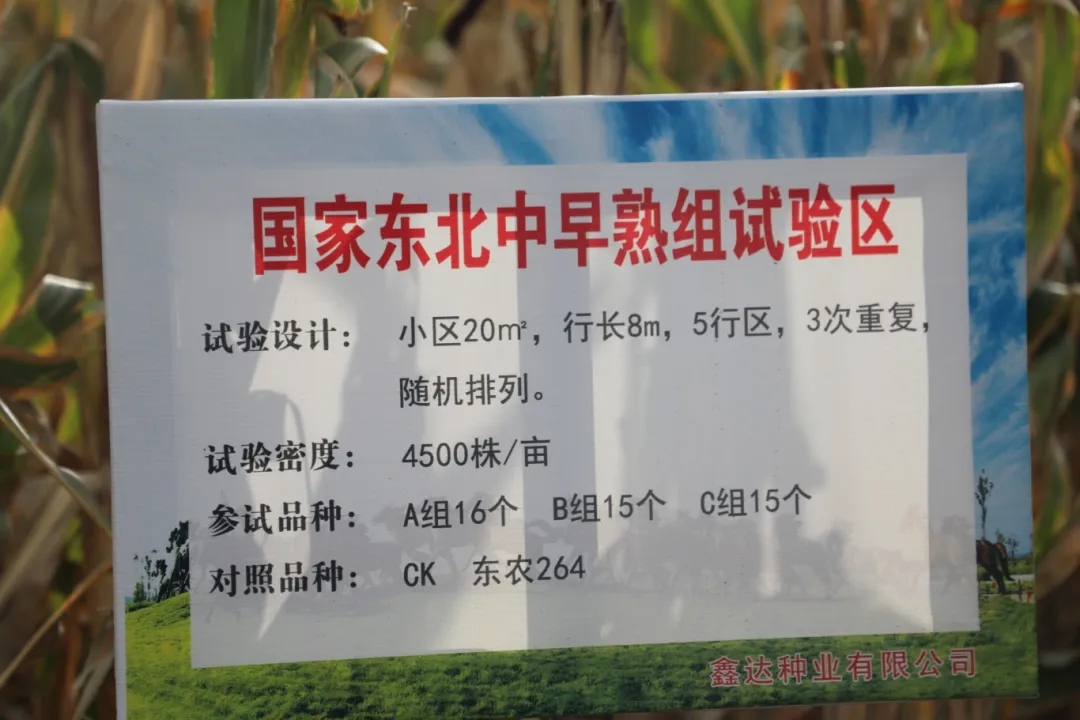 国家东北中早熟组试验区
试验设计: 小区20㎡, 行长8m, 5行区, 3次重复,
随机排列。
试验密度: 4500株/亩
参试品种: A组16个 B组15个 C组15个
对照品种: CK 东农264
鑫达种业有限公司